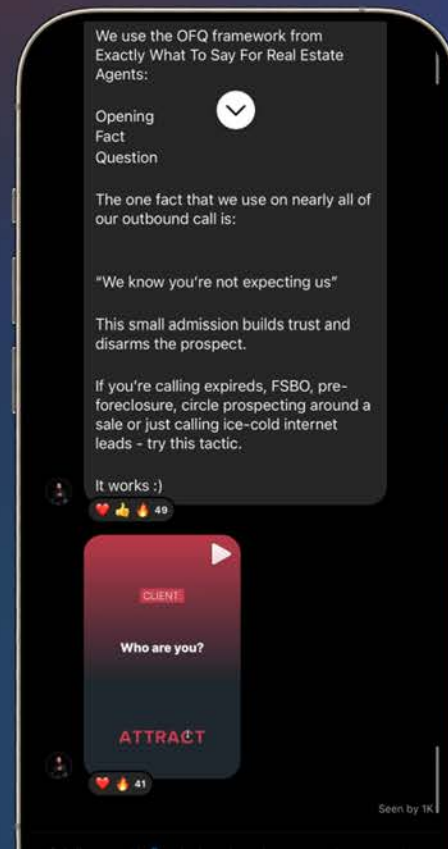 We use the OFQ framework from
Exactly What To Say For Real Estate
Agents:
Opening
Fact
Question
The one fact that we use on nearly all of
our outbound call is:
“We know you're not expecting us”
This small admission builds trust and
disarms the prospect.
If you're calling expireds, FSBO, pre-
foreclosure, circle prospecting around a
sale or just calling ice-cold internet
leads - try this tactic.
It works :)
49
CLIENT:
Who are you?
ATTRACT
41
Seen by 1K